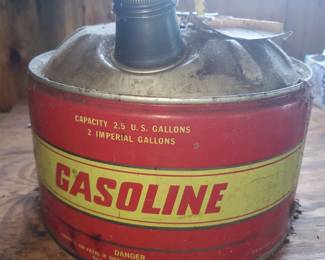 CAPACITY 2.5 U.S. GALLONS
2 IMPERIAL GALLONS
GASOLINE
DANGER